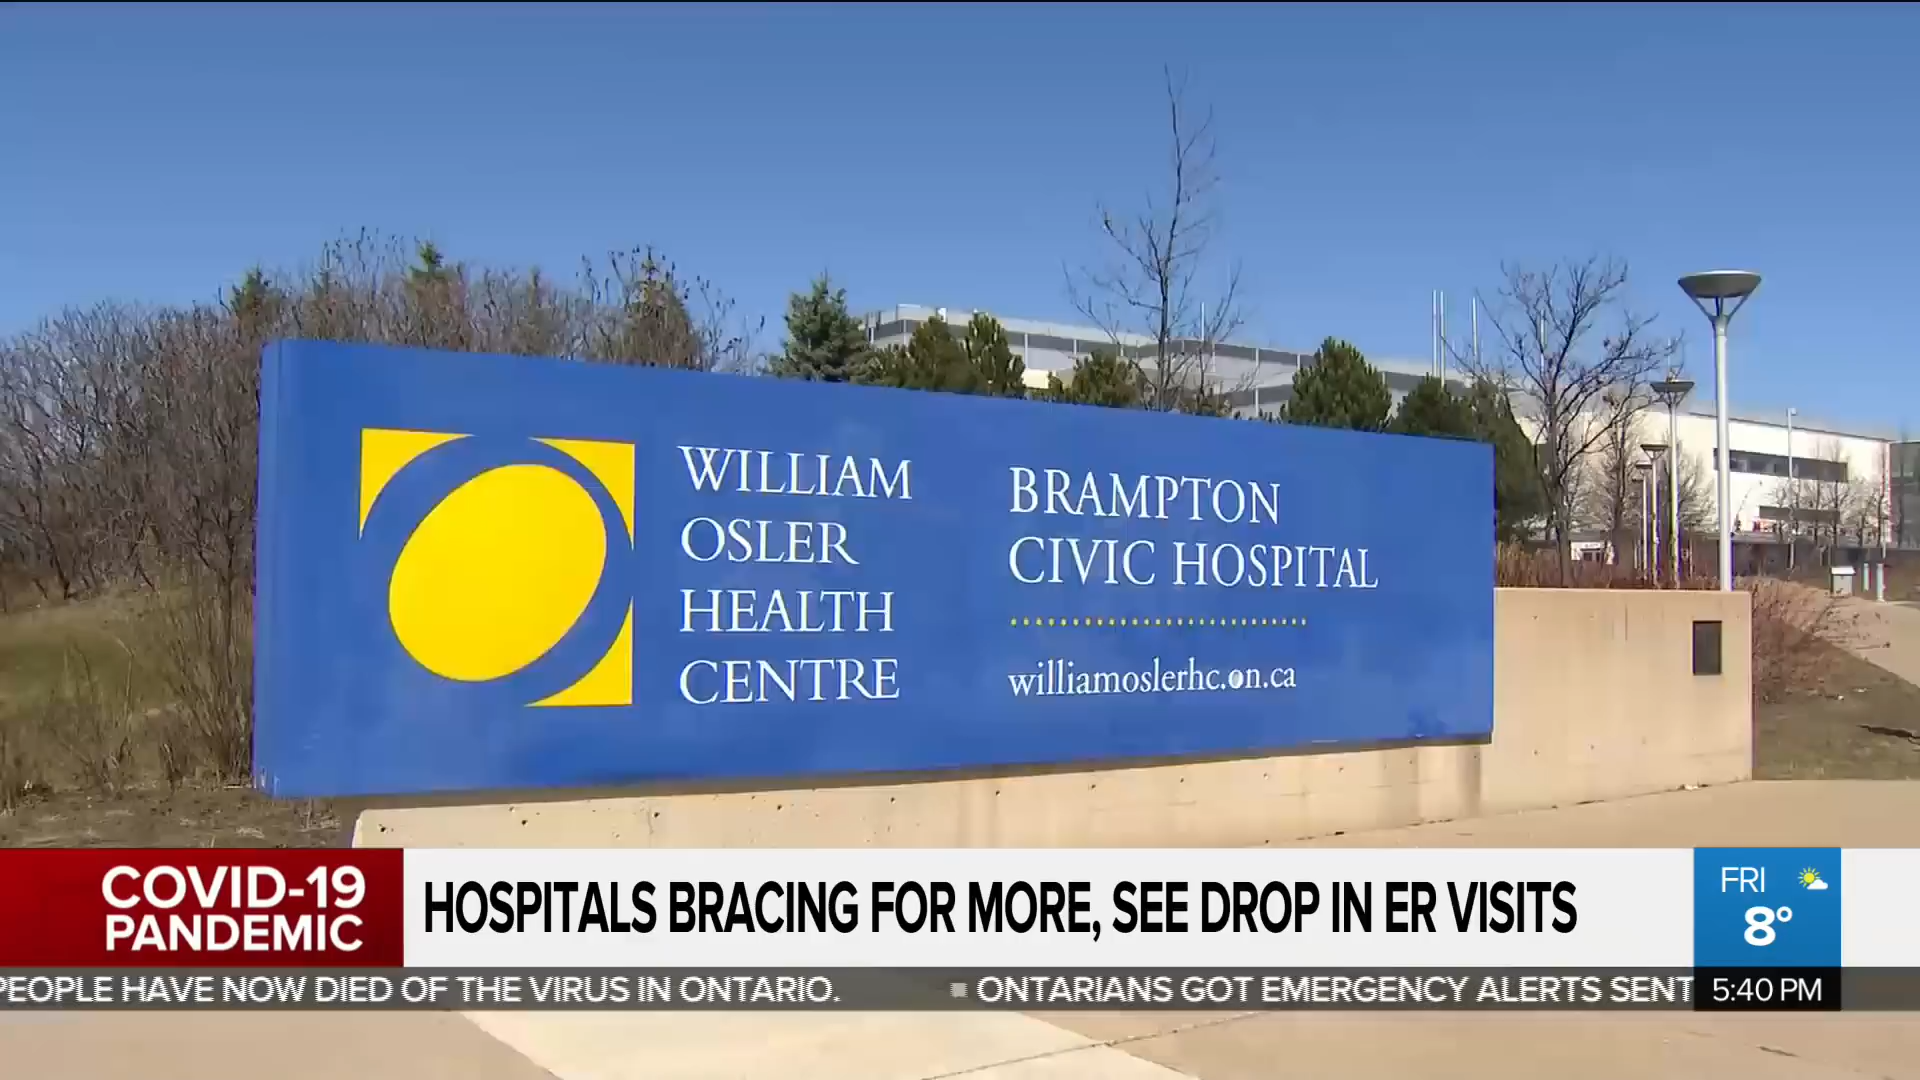 WILLIAM
OSLER
HEALTH
CENTRE
BRAMPTON
CIVIC HOSPITAL
williamoslerhc.on.ca
COVID-19
PANDEMIC
HOSPITALS BRACING FOR MORE, SEE DROP IN ER VISITS
FRI
8°
PEOPLE HAVE NOW DIED OF THE VIRUS IN ONTARIO. ■ ONTARIANS GOT EMERGENCY ALERTS SENT
5:40 PM